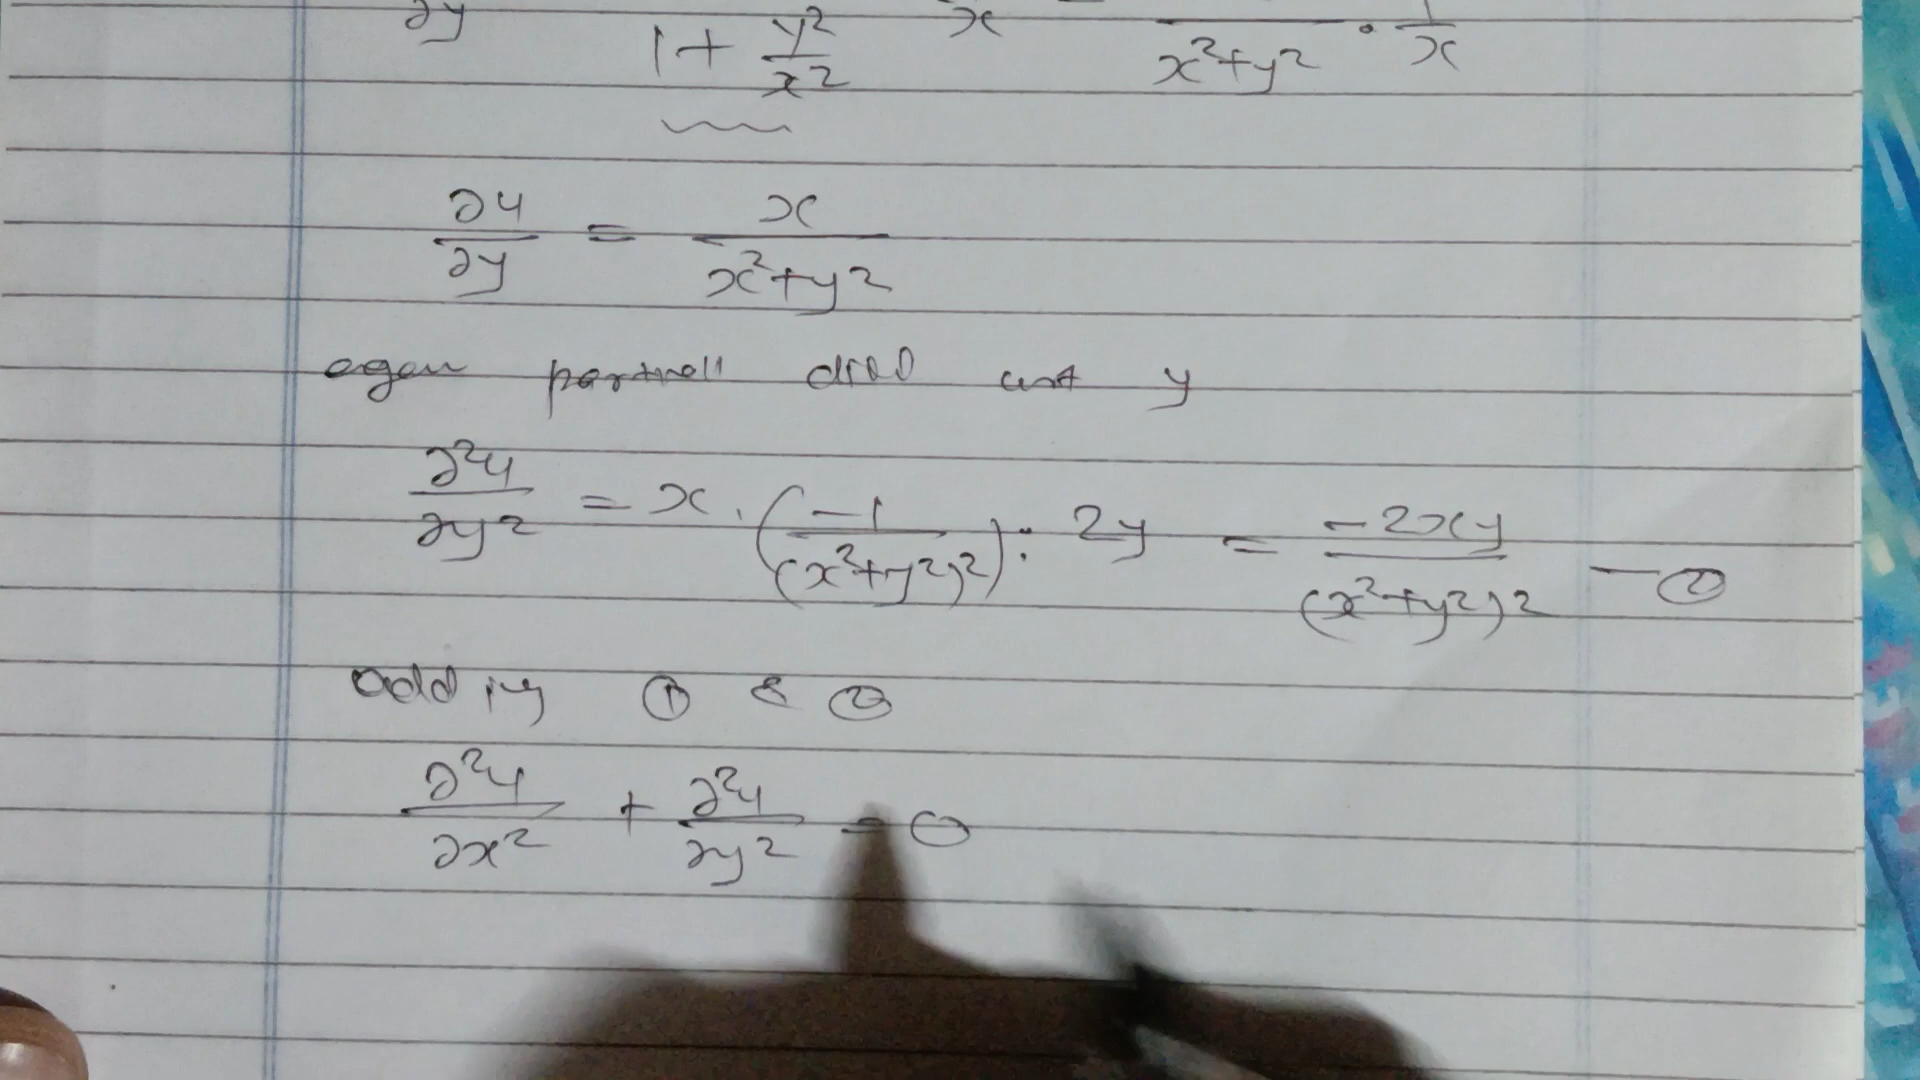 ∂y 1 + y²/x² x x²+y² · 1/x
∂u/∂y = x/(x²+y²)
again partiall diff wrt y
∂²u/∂y² = x · (-1/(x²+y²)²) · 2y = -2xy/(x²+y²)² — ②
adding ① & ②
∂²u/∂x² + ∂²u/∂y² = 0